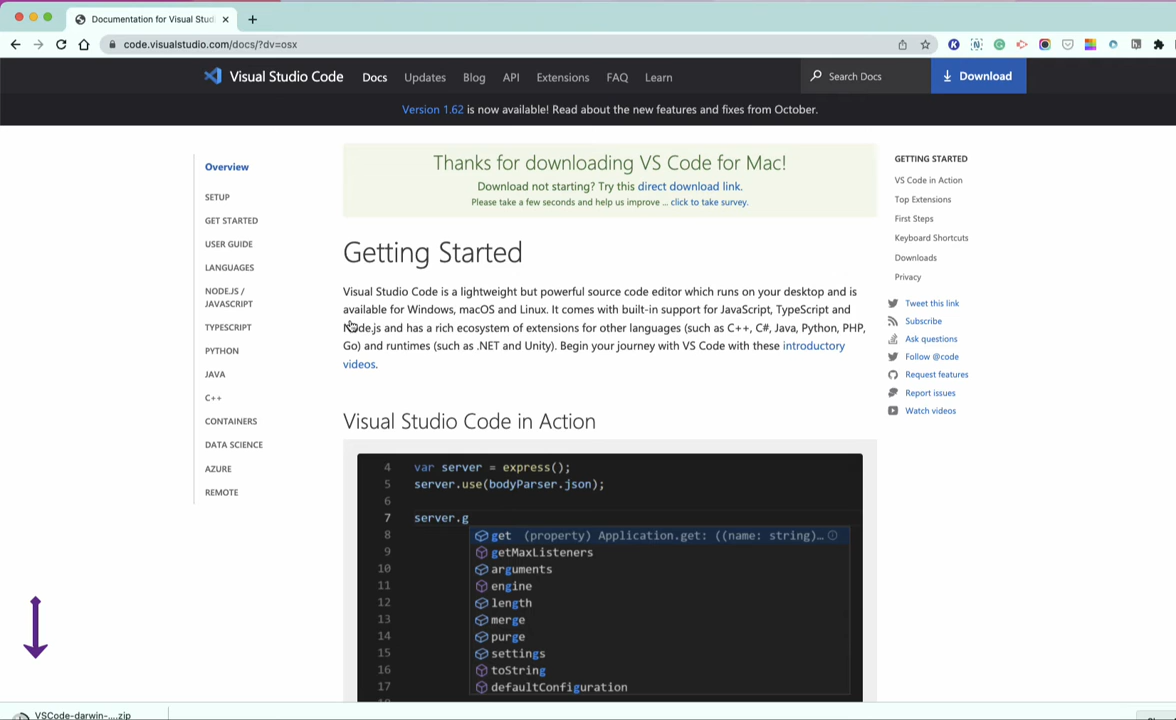 Documentation for Visual Stud
code.visualstudio.com/docs/?dv=osx
Visual Studio Code
Docs
Updates
Blog
API
Extensions
FAQ
Learn
Search Docs
Download
Version 1.62 is now available! Read about the new features and fixes from October.
Overview
SETUP
GET STARTED
USER GUIDE
LANGUAGES
NODE.JS /
JAVASCRIPT
TYPESCRIPT
PYTHON
JAVA
C++
CONTAINERS
DATA SCIENCE
AZURE
REMOTE
Thanks for downloading VS Code for Mac!
Download not starting? Try this direct download link.
Please take a few seconds and help us improve ... click to take survey.
Getting Started
Visual Studio Code is a lightweight but powerful source code editor which runs on your desktop and is
available for Windows, macOS and Linux. It comes with built-in support for JavaScript, TypeScript and
Node.js and has a rich ecosystem of extensions for other languages (such as C++, C#, Java, Python, PHP,
Go) and runtimes (such as .NET and Unity). Begin your journey with VS Code with these introductory
videos.
Visual Studio Code in Action
4 var server = express();
5 server.use(bodyParser.json);
6
7 server.g
8 get (property) Application.get: ((name: string)…
9 getMaxListeners
10 arguments
11 engine
12 length
13 merge
14 purge
15 settings
16 toString
17 defaultConfiguration
GETTING STARTED
VS Code in Action
Top Extensions
First Steps
Keyboard Shortcuts
Downloads
Privacy
Tweet this link
Subscribe
Ask questions
Follow @code
Request features
Report issues
Watch videos
VSCode-darwin-....zip